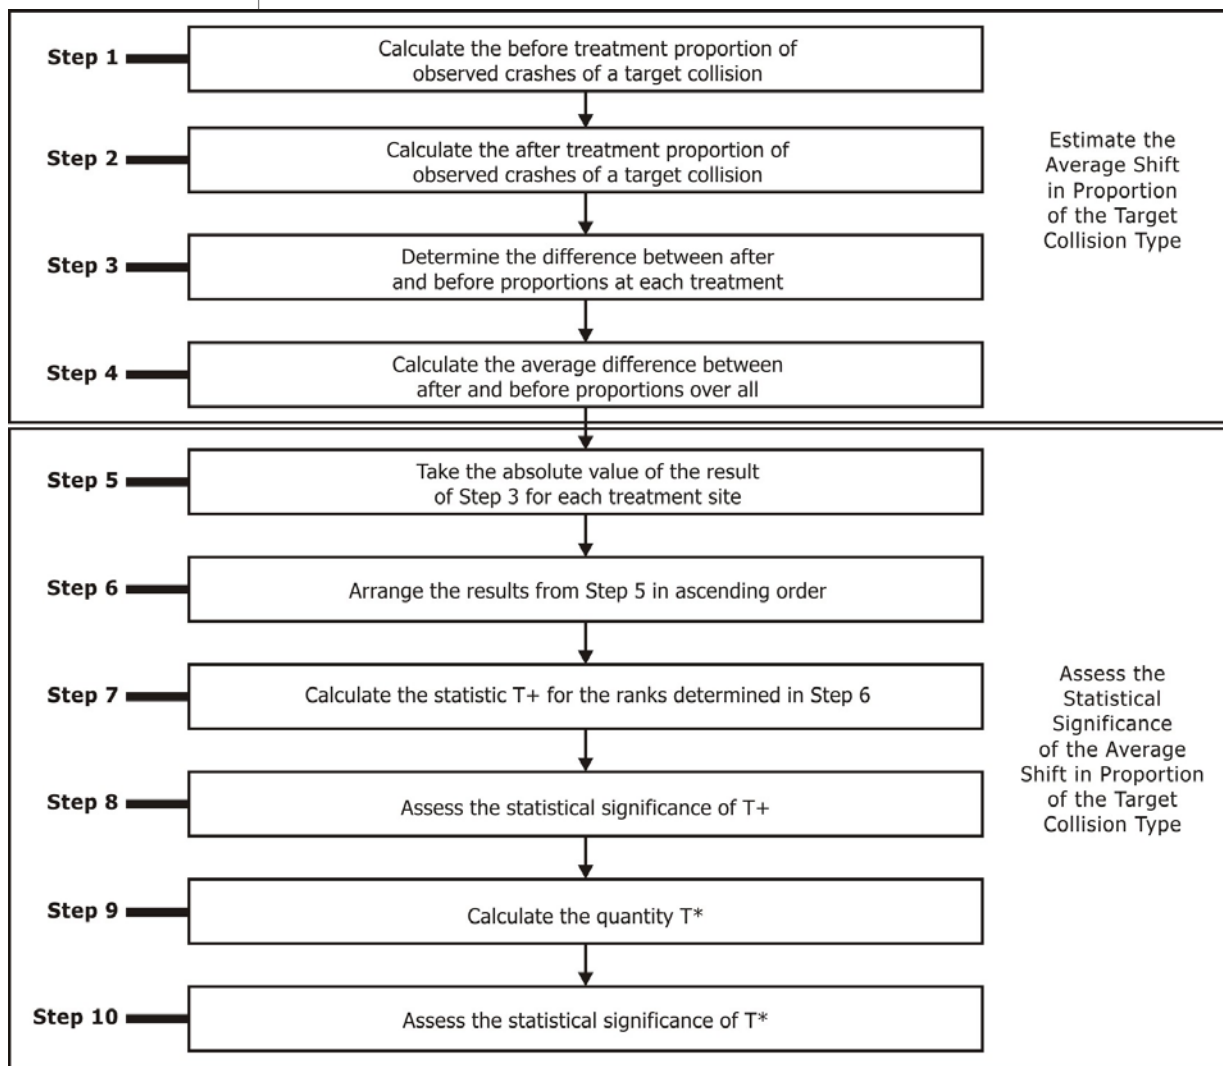 Step 1
Calculate the before treatment proportion of
observed crashes of a target collision
Step 2
Calculate the after treatment proportion of
observed crashes of a target collision
Step 3
Determine the difference between after
and before proportions at each treatment
Step 4
Calculate the average difference between
after and before proportions over all
Estimate the
Average Shift
in Proportion
of the Target
Collision Type
Step 5
Take the absolute value of the result
of Step 3 for each treatment site
Step 6
Arrange the results from Step 5 in ascending order
Step 7
Calculate the statistic T+ for the ranks determined in Step 6
Step 8
Assess the statistical significance of T+
Step 9
Calculate the quantity T*
Step 10
Assess the statistical significance of T*
Assess the
Statistical
Significance
of the Average
Shift in Proportion
of the Target
Collision Type